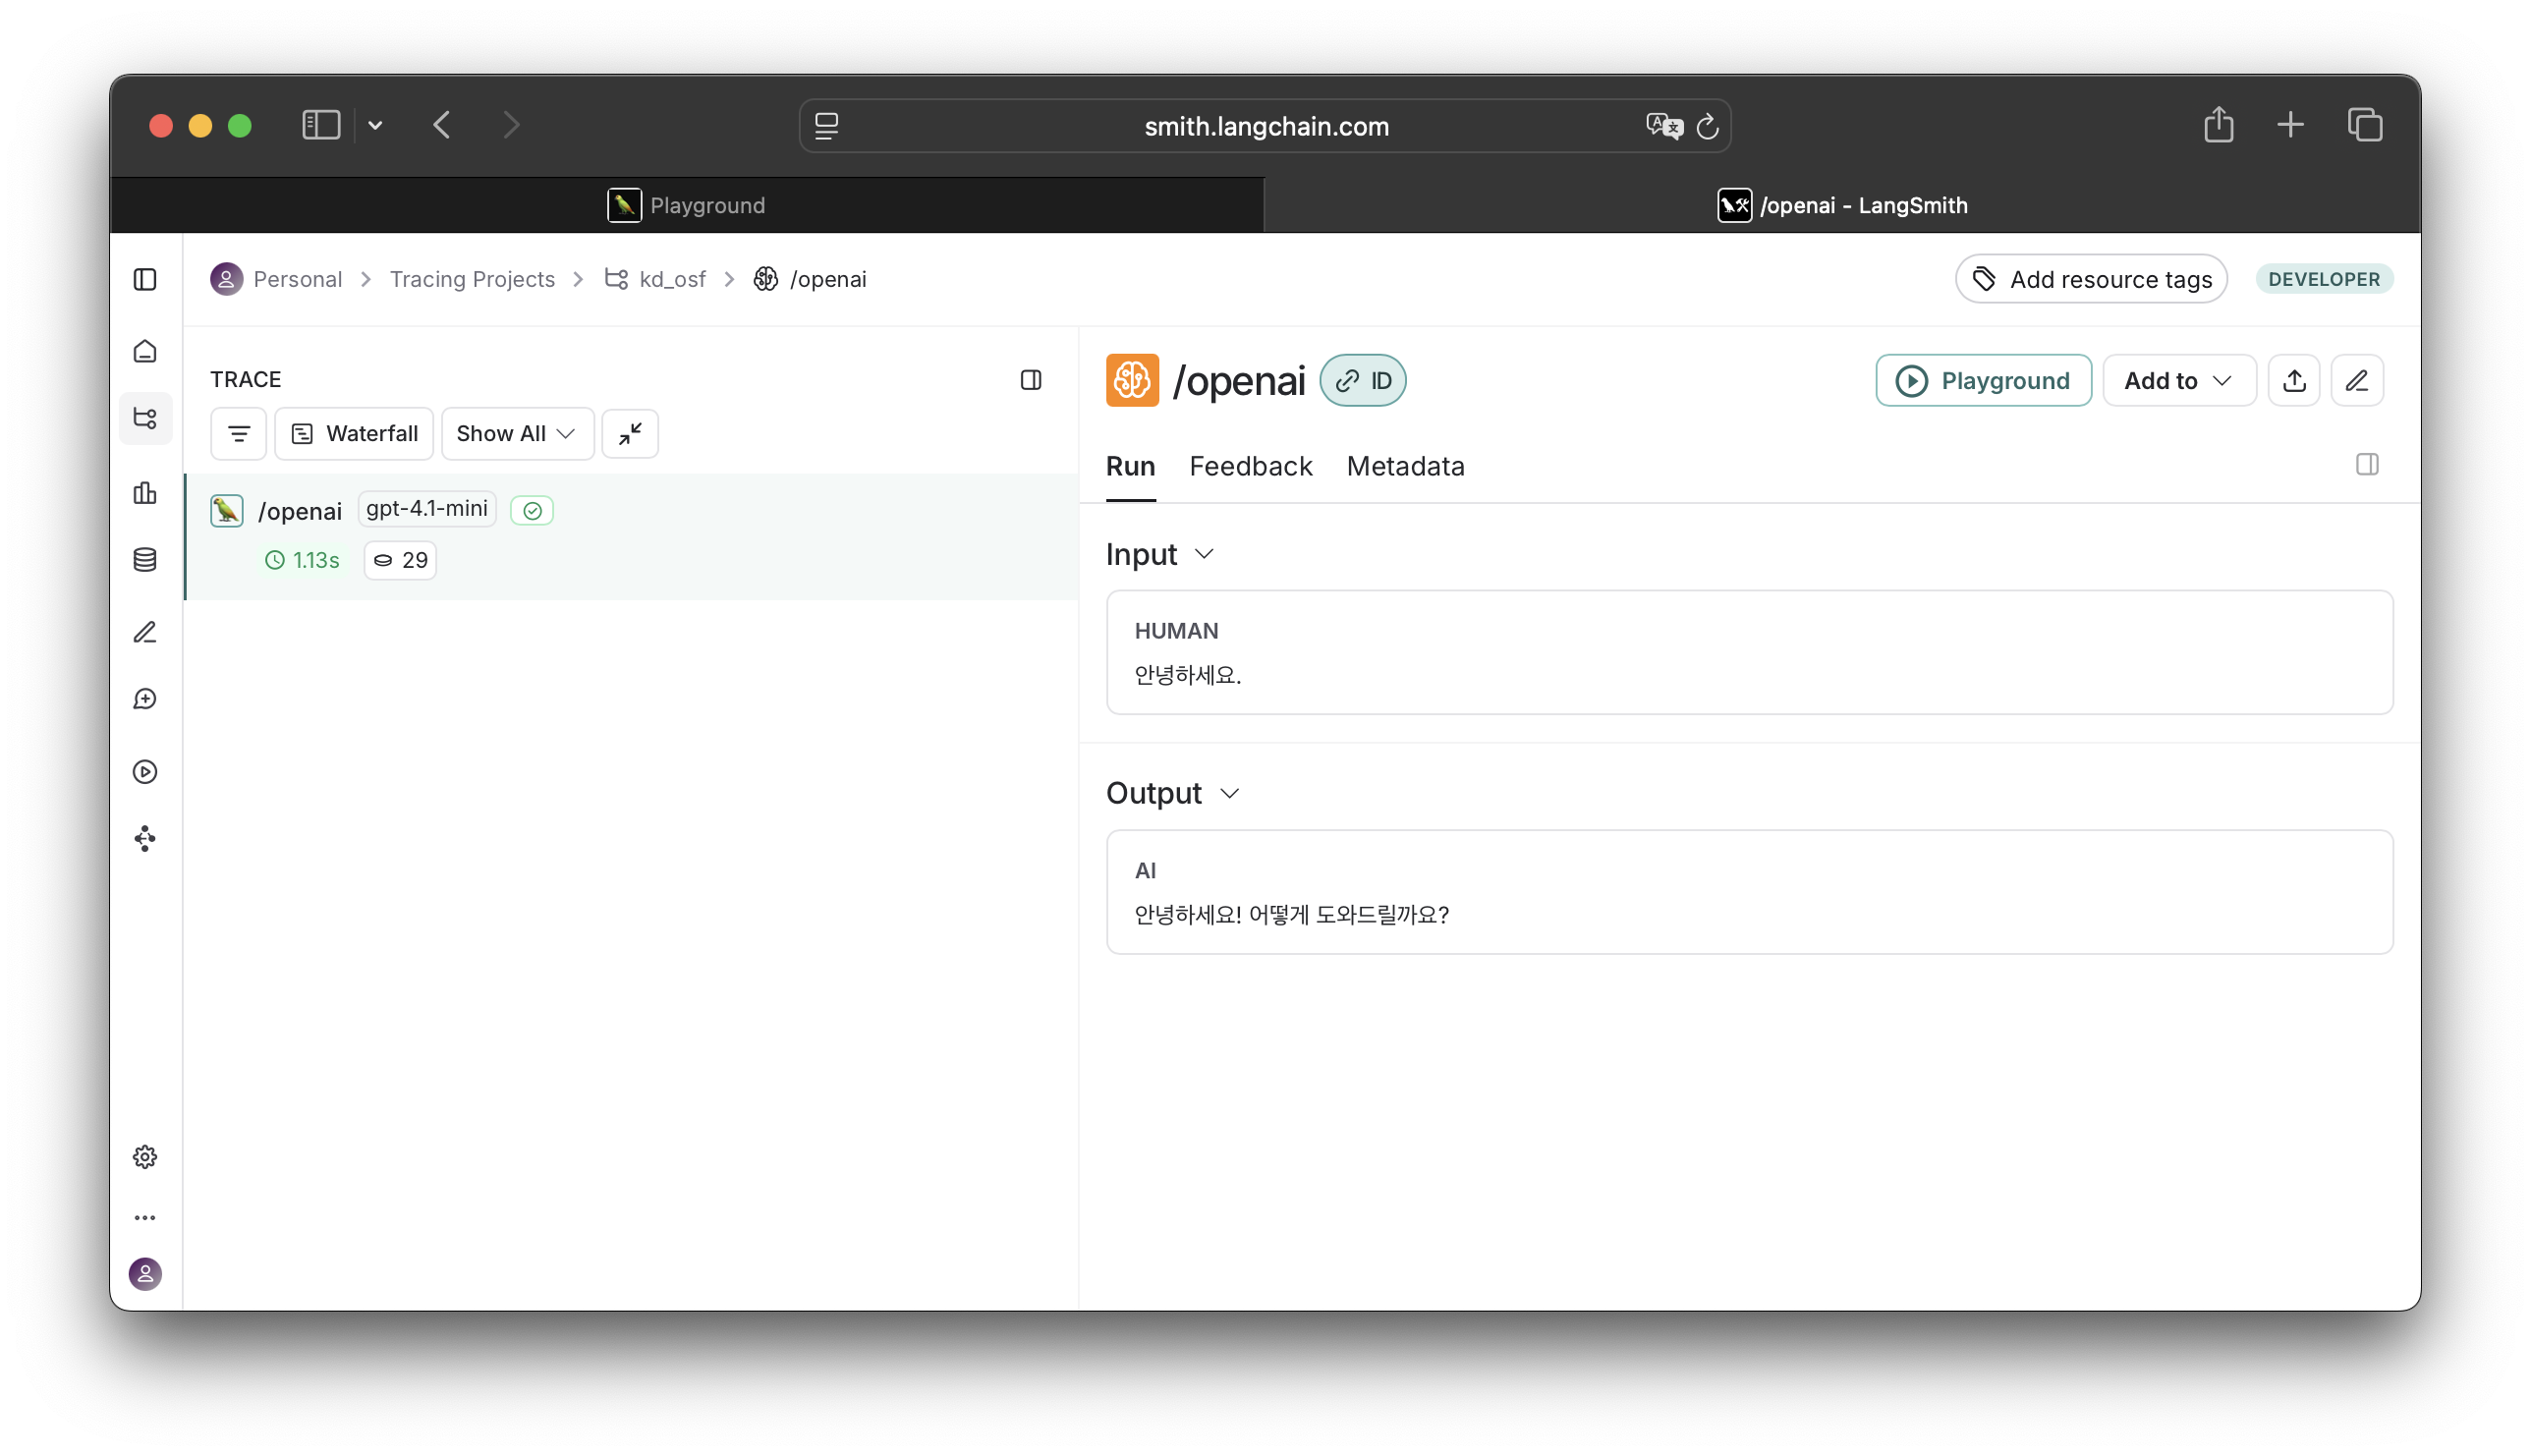 smith.langchain.com
Playground
/openai - LangSmith
Personal > Tracing Projects > kd_osf > /openai
Add resource tags
DEVELOPER
TRACE
Waterfall
Show All
/openai gpt-4.1-mini
1.13s 29
/openai ID
Playground
Add to
Run Feedback Metadata
Input
HUMAN
안녕하세요.
Output
AI
안녕하세요! 어떻게 도와드릴까요?